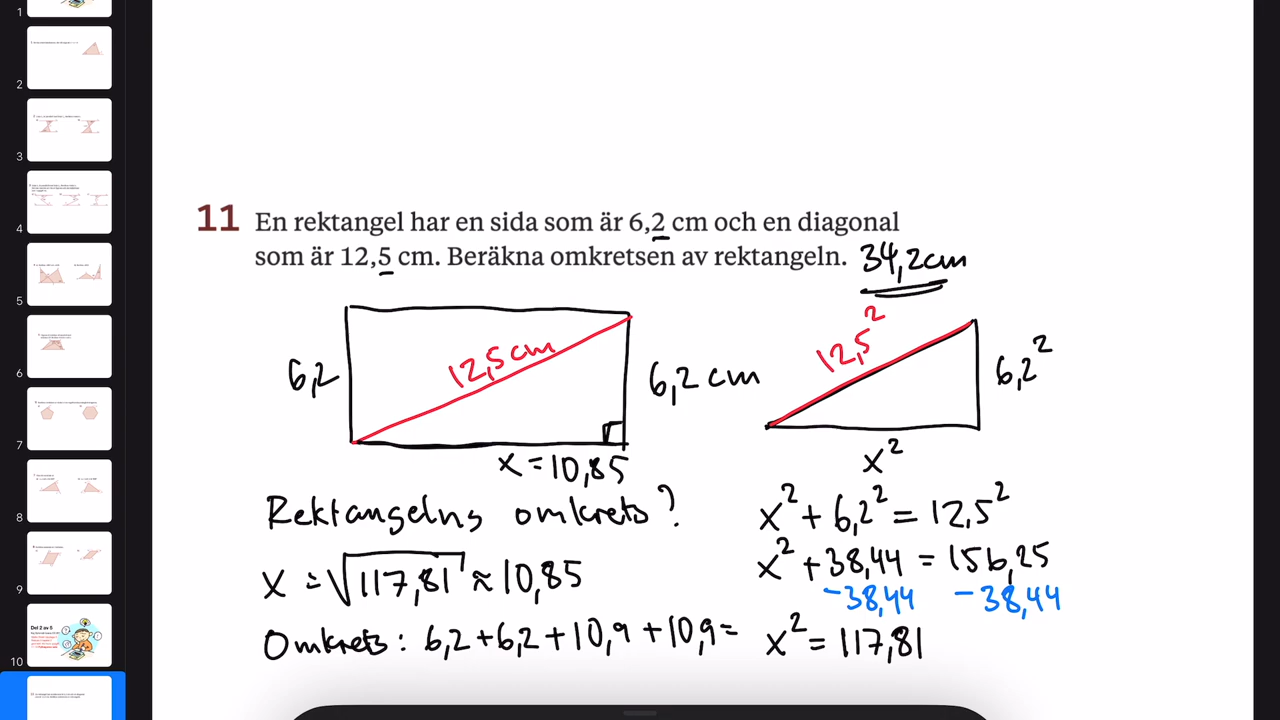 1
2
3
4
5
6
7
8
9
10
Del 2 av 5
11 En rektangel har en sida som är 6,2 cm och en diagonal
som är 12,5 cm. Beräkna omkretsen av rektangeln. 34,2cm
6,2
12,5 cm
6,2 cm
x = 10,85
12,5²
6,2²
x²
Rektangelns omkrets?
x = √117,81 ≈ 10,85
Omkrets: 6,2 + 6,2 + 10,9 + 10,9 =
x² + 6,2² = 12,5²
x² + 38,44 = 156,25
-38,44 -38,44
x² = 117,81